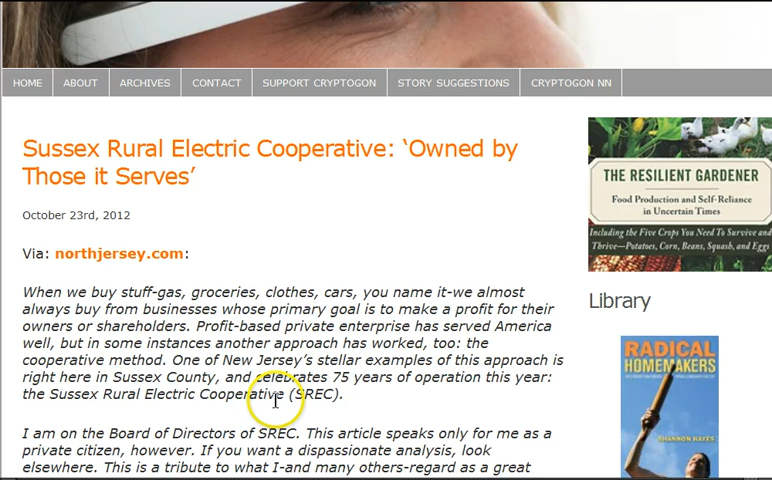 HOME
ABOUT
ARCHIVES
CONTACT
SUPPORT CRYPTOGON
STORY SUGGESTIONS
CRYPTOGON NN
Sussex Rural Electric Cooperative: ‘Owned by
Those it Serves’
October 23rd, 2012
Via: northjersey.com:
When we buy stuff-gas, groceries, clothes, cars, you name it-we almost
always buy from businesses whose primary goal is to make a profit for their
owners or shareholders. Profit-based private enterprise has served America
well, but in some instances another approach has worked, too: the
cooperative method. One of New Jersey’s stellar examples of this approach is
right here in Sussex County, and celebrates 75 years of operation this year:
the Sussex Rural Electric Cooperative (SREC).
I am on the Board of Directors of SREC. This article speaks only for me as a
private citizen, however. If you want a dispassionate analysis, look
elsewhere. This is a tribute to what I-and many others-regard as a great
THE RESILIENT GARDENER
Food Production and Self-Reliance
in Uncertain Times
Including the Five Crops You Need To Survive and
Thrive—Potatoes, Corn, Beans, Squash, and Eggs
Library
RADICAL
HOMEMAKERS
SHANNON HAYES